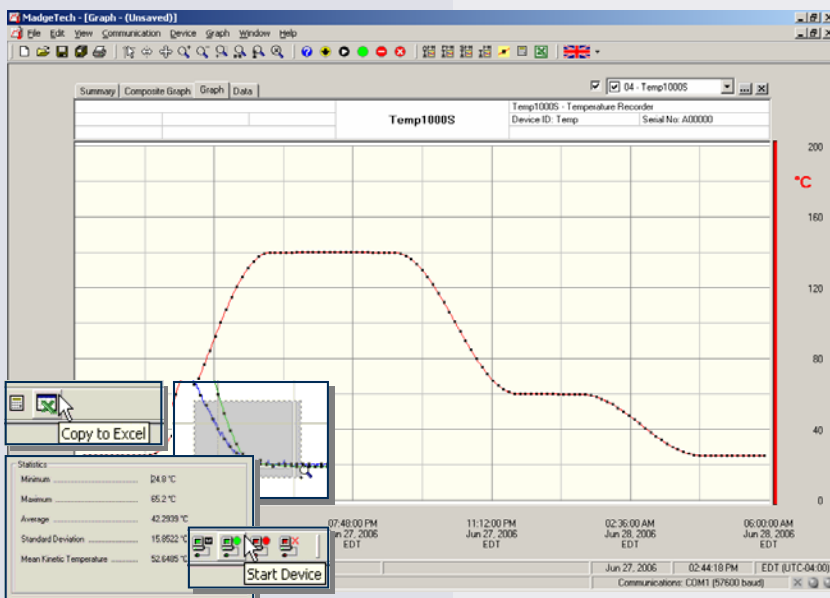 MadgeTech - [Graph - (Unsaved)]
File Edit View Communication Device Graph Window Help
Summary Composite Graph Graph Data
04 - Temp1000S
Temp1000S
Temp1000S - Temperature Recorder
Device ID: Temp
Serial No: A00000
200
°C
160
120
80
40
0
Copy to Excel
Statistics
Minimum 24.8 °C
Maximum 65.2 °C
Average 42.2939 °C
Standard Deviation 15.8522 °C
Mean Kinetic Temperature 52.6485 °C
Start Device
07:48:00 PM
n 27, 2006
EDT
11:12:00 PM
Jun 27, 2006
EDT
02:36:00 AM
Jun 28, 2006
EDT
06:00:00 AM
Jun 28, 2006
EDT
Jun 27, 2006 02:44:18 PM EDT (UTC-04:00)
Communications: COM1 (57600 baud)